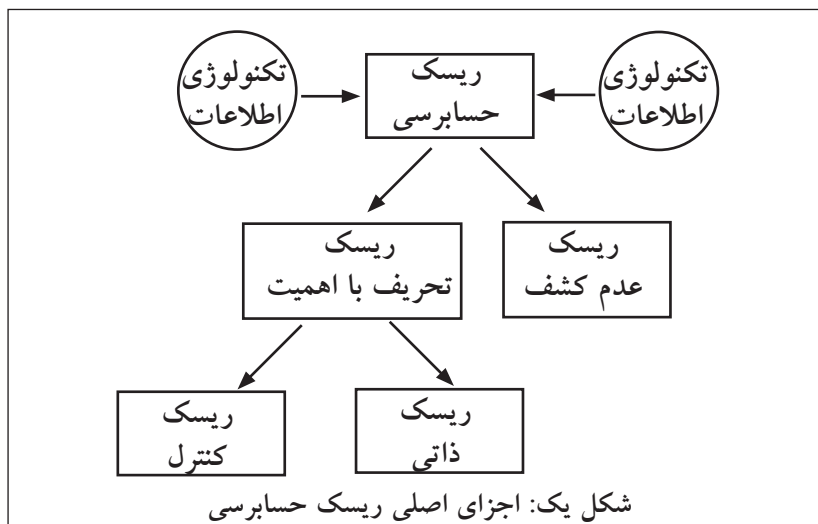 تکنولوژی
اطلاعات
ریسک
حسابرسی
تکنولوژی
اطلاعات
ریسک
عدم کشف
ریسک
تحریف با اهمیت
ریسک
ذاتی
ریسک
کنترل
شکل یک: اجزای اصلی ریسک حسابرسی